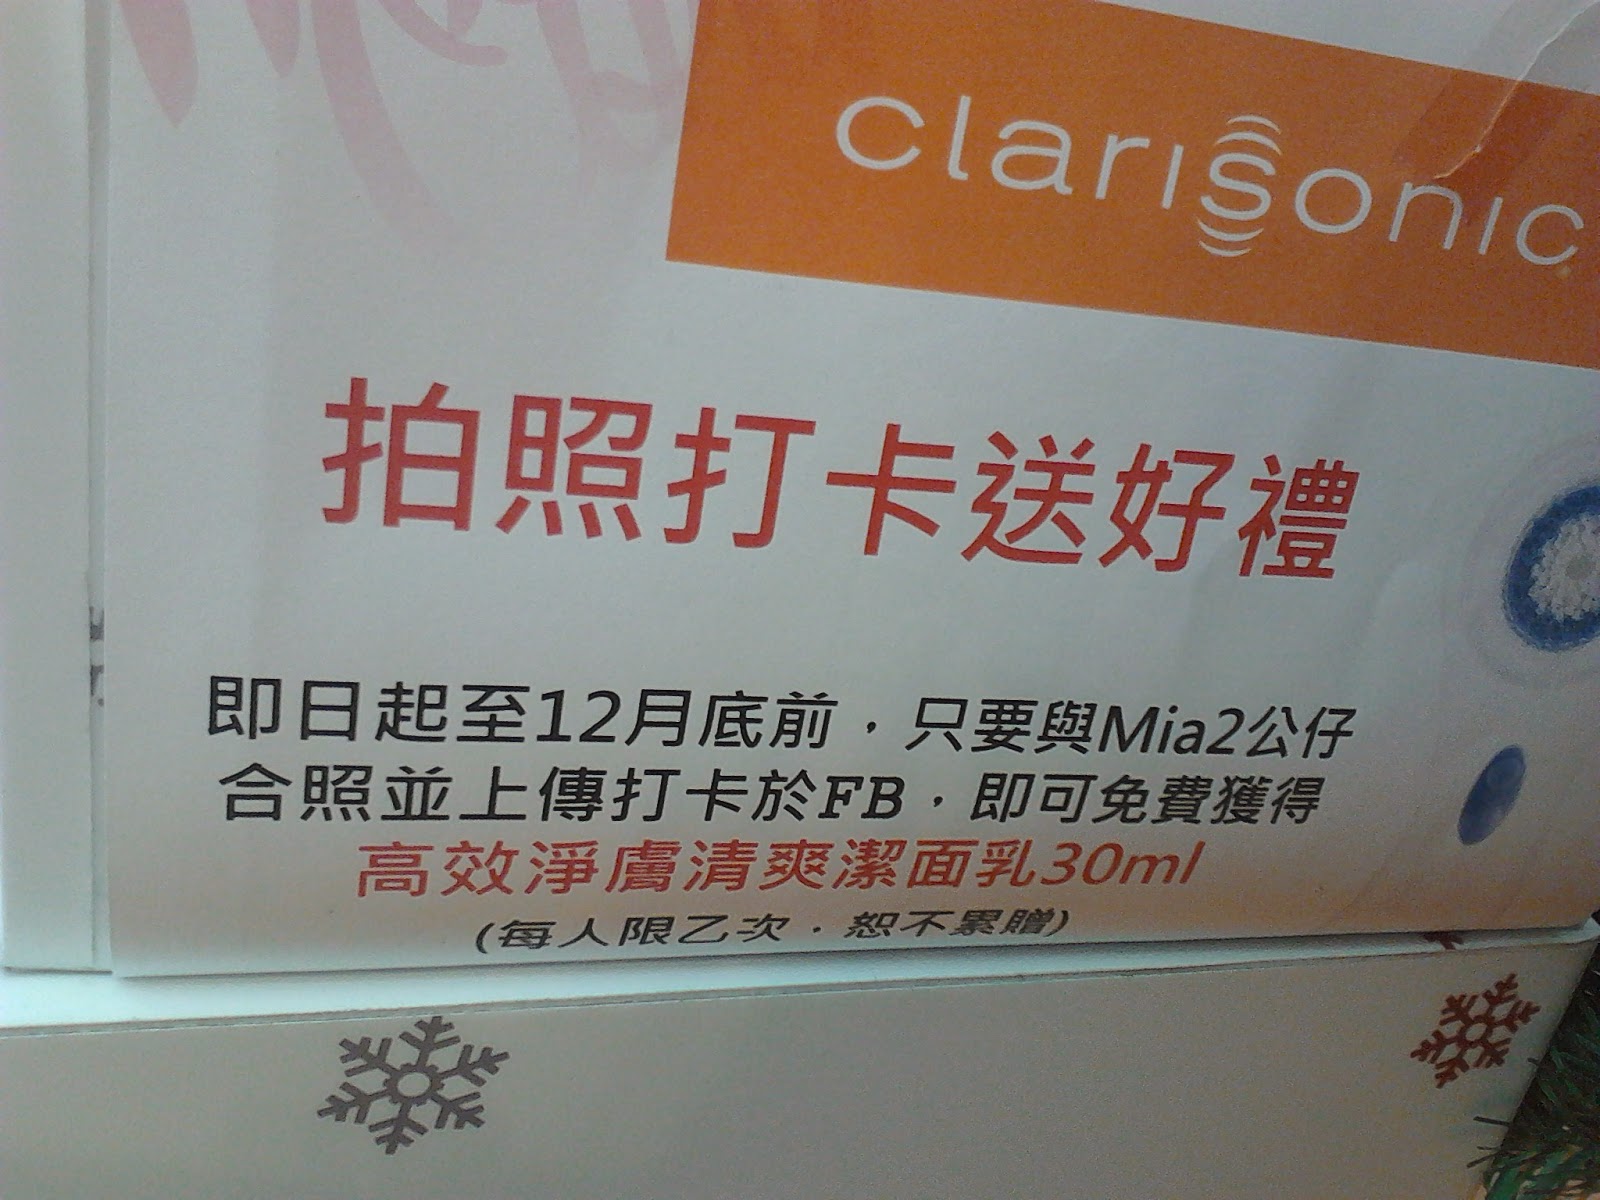 clarisonic
拍照打卡送好禮
即日起至12月底前，只要與Mia2公仔
合照並上傳打卡於FB，即可免費獲得
高效淨膚清爽潔面乳30ml
(每人限乙次，恕不累贈)